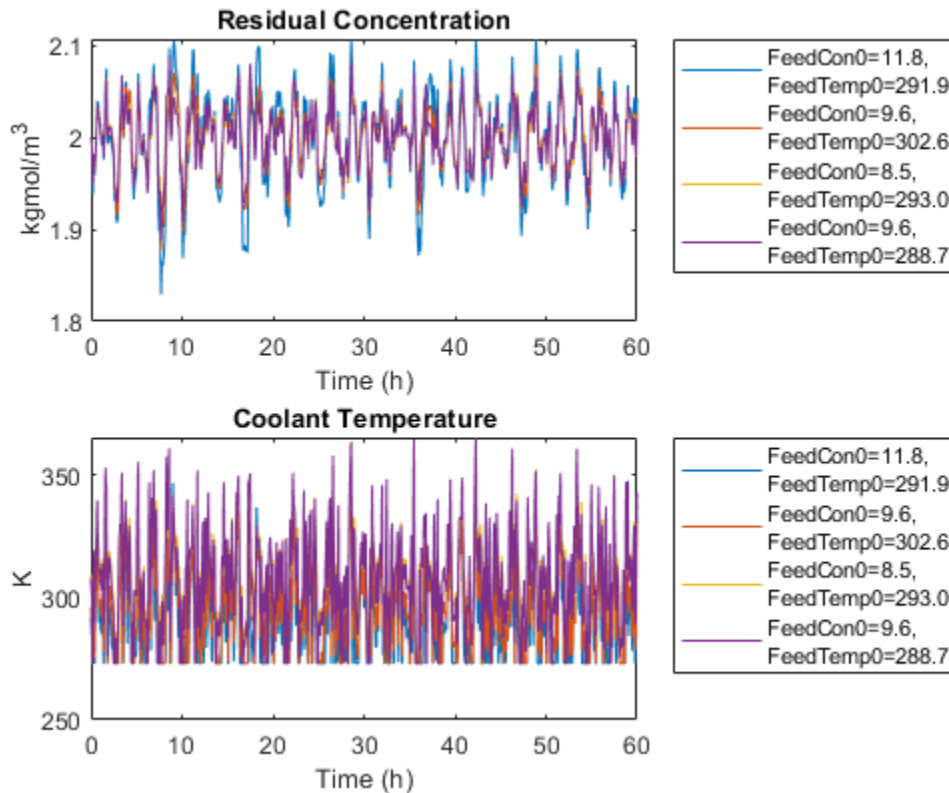 Residual Concentration
2.1
2
1.9
1.8
kgmol/m³
0 10 20 30 40 50 60
Time (h)
FeedCon0=11.8,
FeedTemp0=291.9
FeedCon0=9.6,
FeedTemp0=302.6
FeedCon0=8.5,
FeedTemp0=293.0
FeedCon0=9.6,
FeedTemp0=288.7
Coolant Temperature
350
300
250
K
0 10 20 30 40 50 60
Time (h)
FeedCon0=11.8,
FeedTemp0=291.9
FeedCon0=9.6,
FeedTemp0=302.6
FeedCon0=8.5,
FeedTemp0=293.0
FeedCon0=9.6,
FeedTemp0=288.7